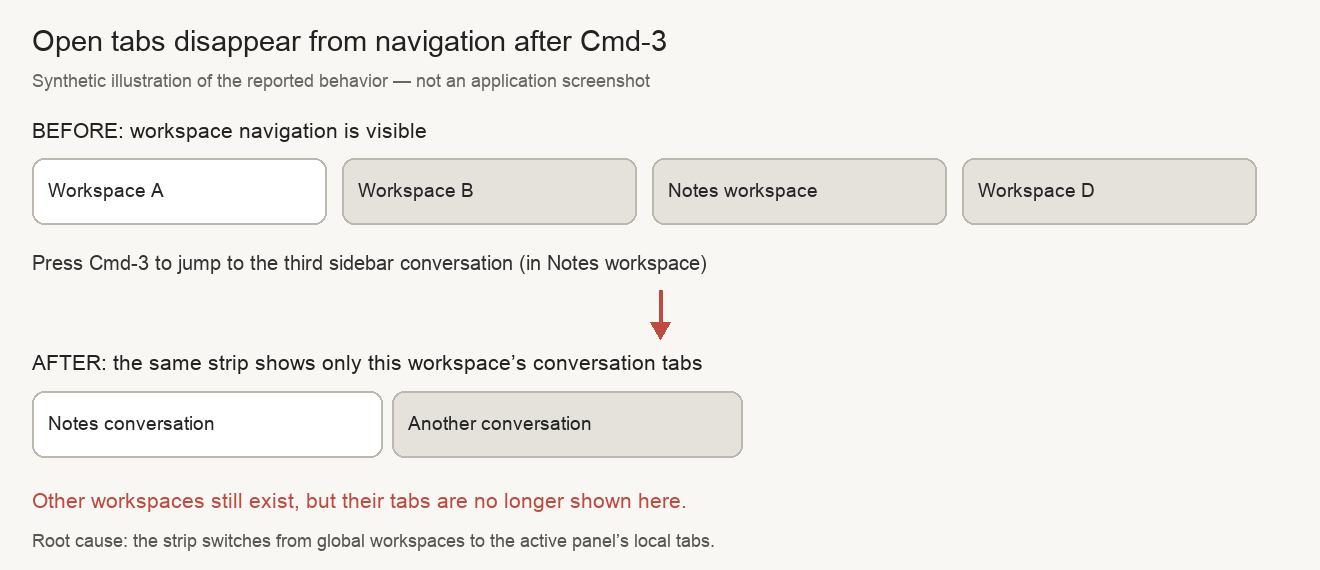 Open tabs disappear from navigation after Cmd-3
Synthetic illustration of the reported behavior — not an application screenshot
BEFORE: workspace navigation is visible
Workspace A
Workspace B
Notes workspace
Workspace D
Press Cmd-3 to jump to the third sidebar conversation (in Notes workspace)
AFTER: the same strip shows only this workspace’s conversation tabs
Notes conversation
Another conversation
Other workspaces still exist, but their tabs are no longer shown here.
Root cause: the strip switches from global workspaces to the active panel’s local tabs.